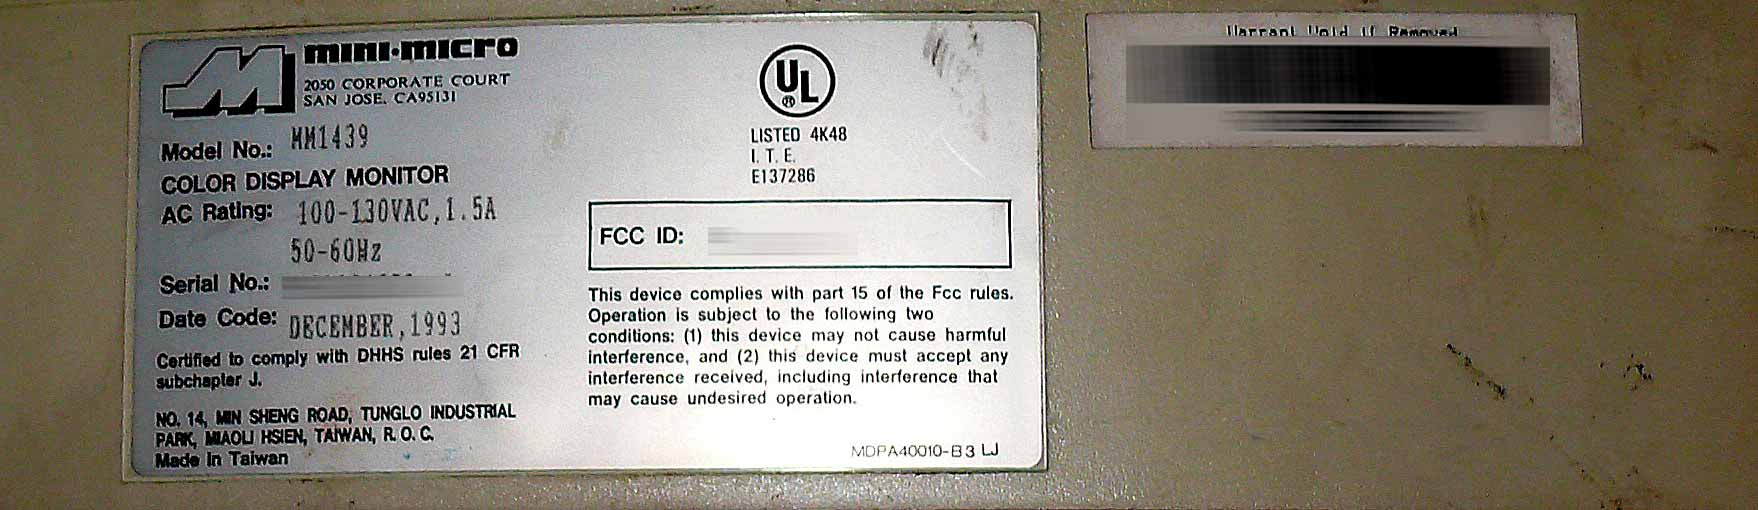 mini·micro
2050 CORPORATE COURT
SAN JOSE, CA95131
Model No.: MM1439
COLOR DISPLAY MONITOR
AC Rating: 100-130VAC,1.5A
50-60Hz
Serial No.:
Date Code: DECEMBER,1993
Certified to comply with DHHS rules 21 CFR
subchapter J.
NO. 14, MIN SHENG ROAD, TUNGLO INDUSTRIAL
PARK, MIAOLI HSIEN, TAIWAN, R. O. C.
Made In Taiwan
UL
®
LISTED 4K48
I. T. E.
E137286
FCC ID:
This device complies with part 15 of the Fcc rules.
Operation is subject to the following two
conditions: (1) this device may not cause harmful
interference, and (2) this device must accept any
interference received, including interference that
may cause undesired operation.
MDPA40010-B3 LJ
Warrant Void if Removed